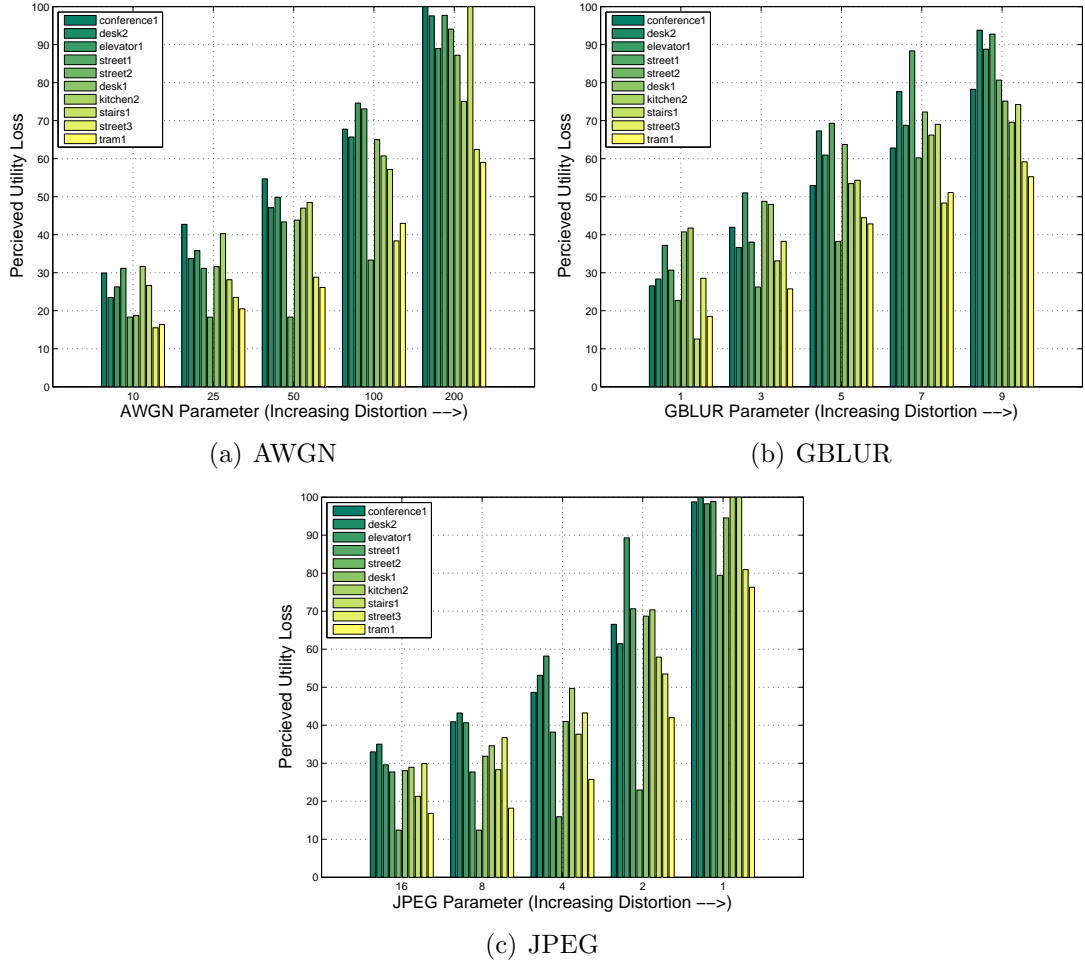 100
90
80
70
60
50
40
30
20
10
0
Percieved Utility Loss
conference1
desk2
elevator1
street1
street2
desk1
kitchen2
stairs1
street3
tram1
10 25 50 100 200
AWGN Parameter (Increasing Distortion −−>)
(a) AWGN
100
90
80
70
60
50
40
30
20
10
0
Percieved Utility Loss
conference1
desk2
elevator1
street1
street2
desk1
kitchen2
stairs1
street3
tram1
1 3 5 7 9
GBLUR Parameter (Increasing Distortion −−>)
(b) GBLUR
100
90
80
70
60
50
40
30
20
10
0
Percieved Utility Loss
conference1
desk2
elevator1
street1
street2
desk1
kitchen2
stairs1
street3
tram1
16 8 4 2 1
JPEG Parameter (Increasing Distortion −−>)
(c) JPEG